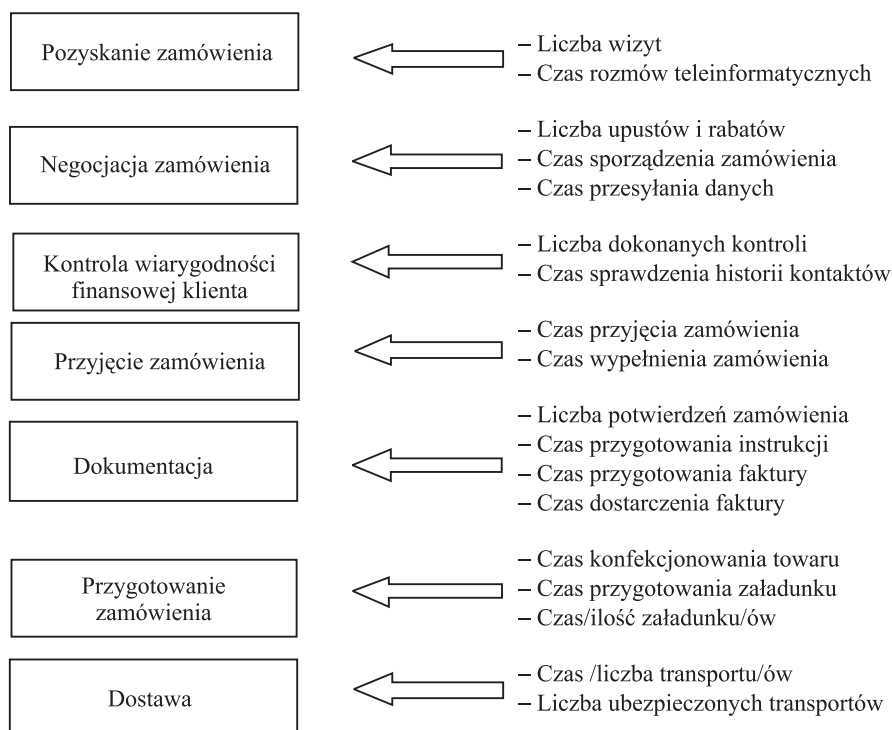 Pozyskanie zamówienia
– Liczba wizyt
– Czas rozmów teleinformatycznych
Negocjacja zamówienia
– Liczba upustów i rabatów
– Czas sporządzenia zamówienia
– Czas przesyłania danych
Kontrola wiarygodności
finansowej klienta
– Liczba dokonanych kontroli
– Czas sprawdzenia historii kontaktów
Przyjęcie zamówienia
– Czas przyjęcia zamówienia
– Czas wypełnienia zamówienia
Dokumentacja
– Liczba potwierdzeń zamówienia
– Czas przygotowania instrukcji
– Czas przygotowania faktury
– Czas dostarczenia faktury
Przygotowanie
zamówienia
– Czas konfekcjonowania towaru
– Czas przygotowania załadunku
– Czas/ilość załadunku/ów
Dostawa
– Czas /liczba transportu/ów
– Liczba ubezpieczonych transportów